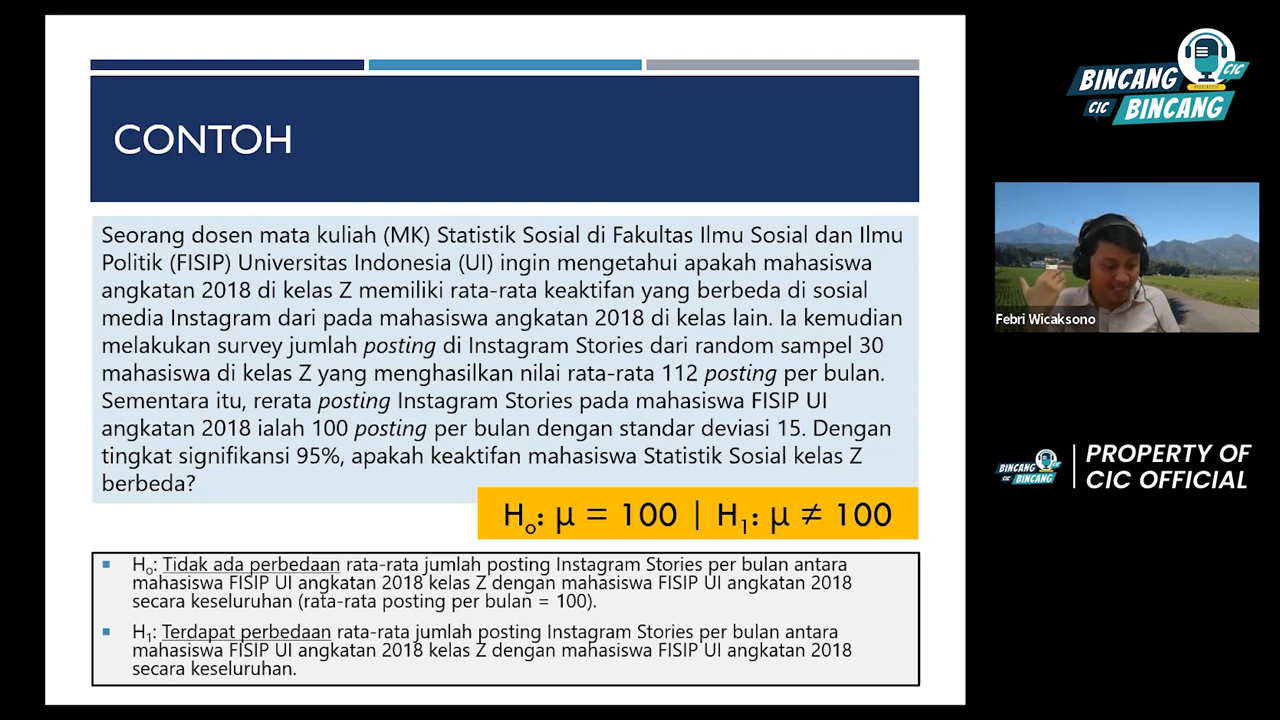 CONTOH
Seorang dosen mata kuliah (MK) Statistik Sosial di Fakultas Ilmu Sosial dan Ilmu
Politik (FISIP) Universitas Indonesia (UI) ingin mengetahui apakah mahasiswa
angkatan 2018 di kelas Z memiliki rata-rata keaktifan yang berbeda di sosial
media Instagram dari pada mahasiswa angkatan 2018 di kelas lain. Ia kemudian
melakukan survey jumlah posting di Instagram Stories dari random sampel 30
mahasiswa di kelas Z yang menghasilkan nilai rata-rata 112 posting per bulan.
Sementara itu, rerata posting Instagram Stories pada mahasiswa FISIP UI
angkatan 2018 ialah 100 posting per bulan dengan standar deviasi 15. Dengan
tingkat signifikansi 95%, apakah keaktifan mahasiswa Statistik Sosial kelas Z
berbeda?
Ho: μ = 100 | H1: μ ≠ 100
Ho: Tidak ada perbedaan rata-rata jumlah posting Instagram Stories per bulan antara
mahasiswa FISIP UI angkatan 2018 kelas Z dengan mahasiswa FISIP UI angkatan 2018
secara keseluruhan (rata-rata posting per bulan = 100).
H1: Terdapat perbedaan rata-rata jumlah posting Instagram Stories per bulan antara
mahasiswa FISIP UI angkatan 2018 kelas Z dengan mahasiswa FISIP UI angkatan 2018
secara keseluruhan.
BINCANG CIC
CIC BINCANG
Febri Wicaksono
BINCANG
BINCANG
PROPERTY OF
CIC OFFICIAL